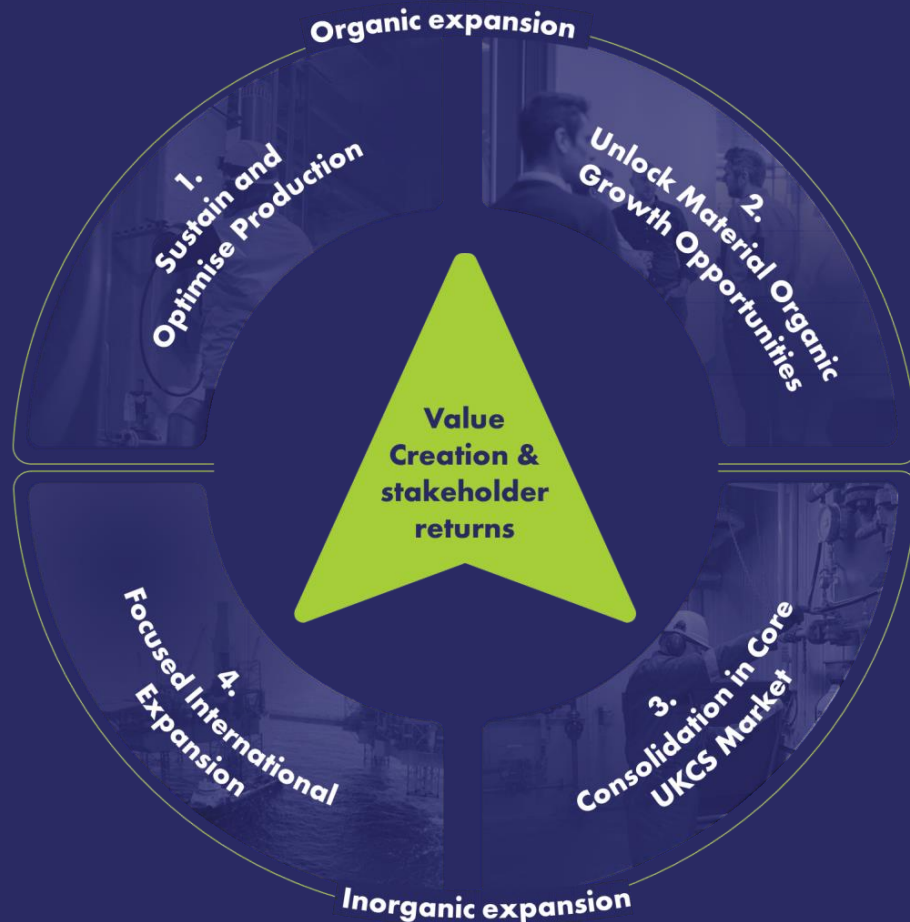 Organic expansion
1.
Sustain and
Optimise Production
2.
Unlock Material Organic
Growth Opportunities
Value
Creation &
stakeholder
returns
3.
Consolidation in Core
UKCS Market
4.
Focused International
Expansion
Inorganic expansion